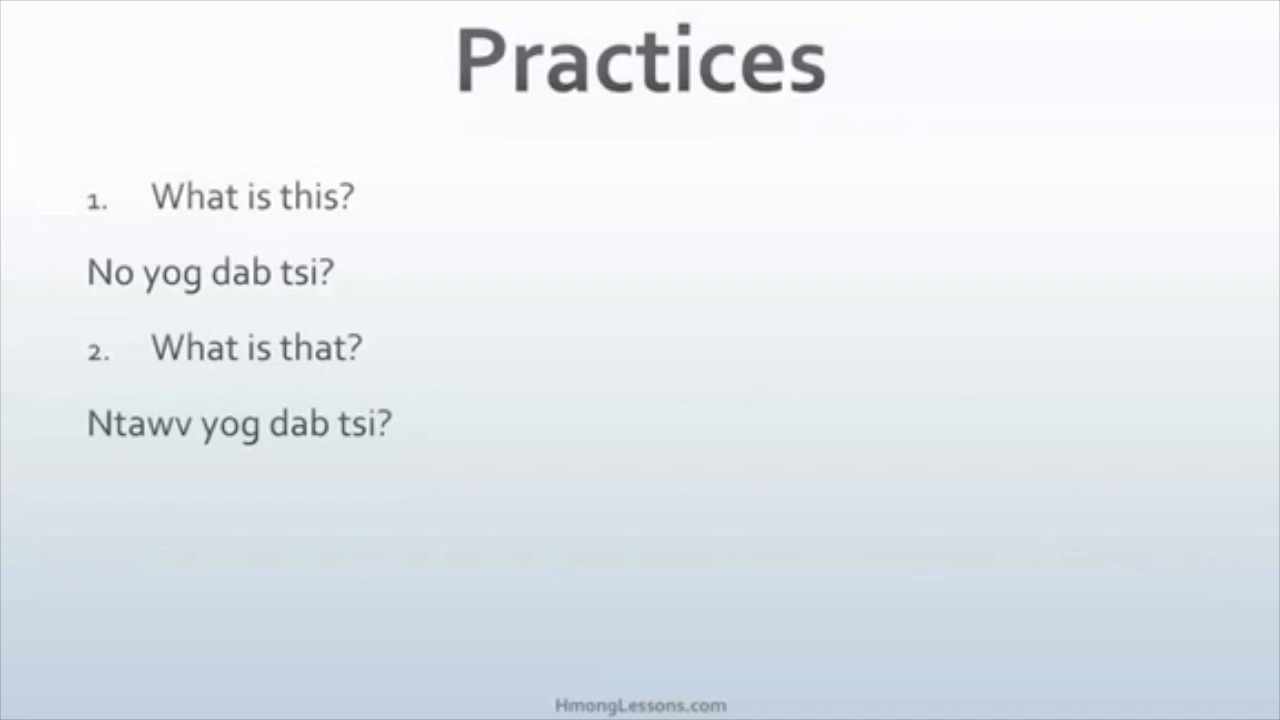 Practices
1. What is this?
No yog dab tsi?
2. What is that?
Ntawv yog dab tsi?
HmongLessons.com